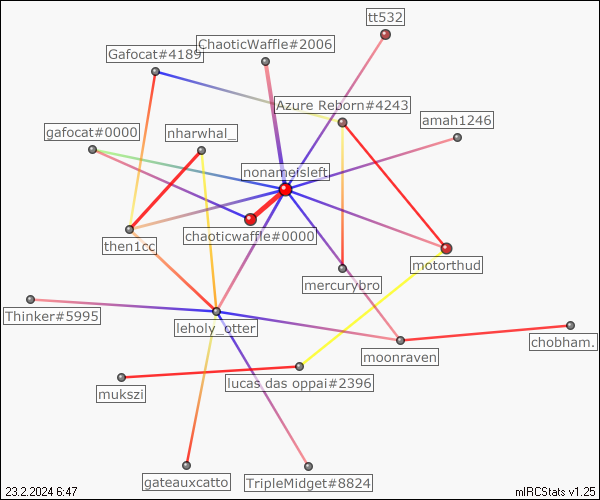 tt532
ChaoticWaffle#2006
Gafocat#4189
Azure Reborn#4243
amah1246
gafocat#0000
nharwhal_
nonamefsleft
chaoticwaffle#0000
then1cc
motorthud
mercurybro
Thinker#5995
leholy_otter
chobham.
moonraven
lucas das oppai#2396
mukszi
gateauxcatto
TripleMidget#8824
23.2.2024 6:47
mIRCStats v1.25